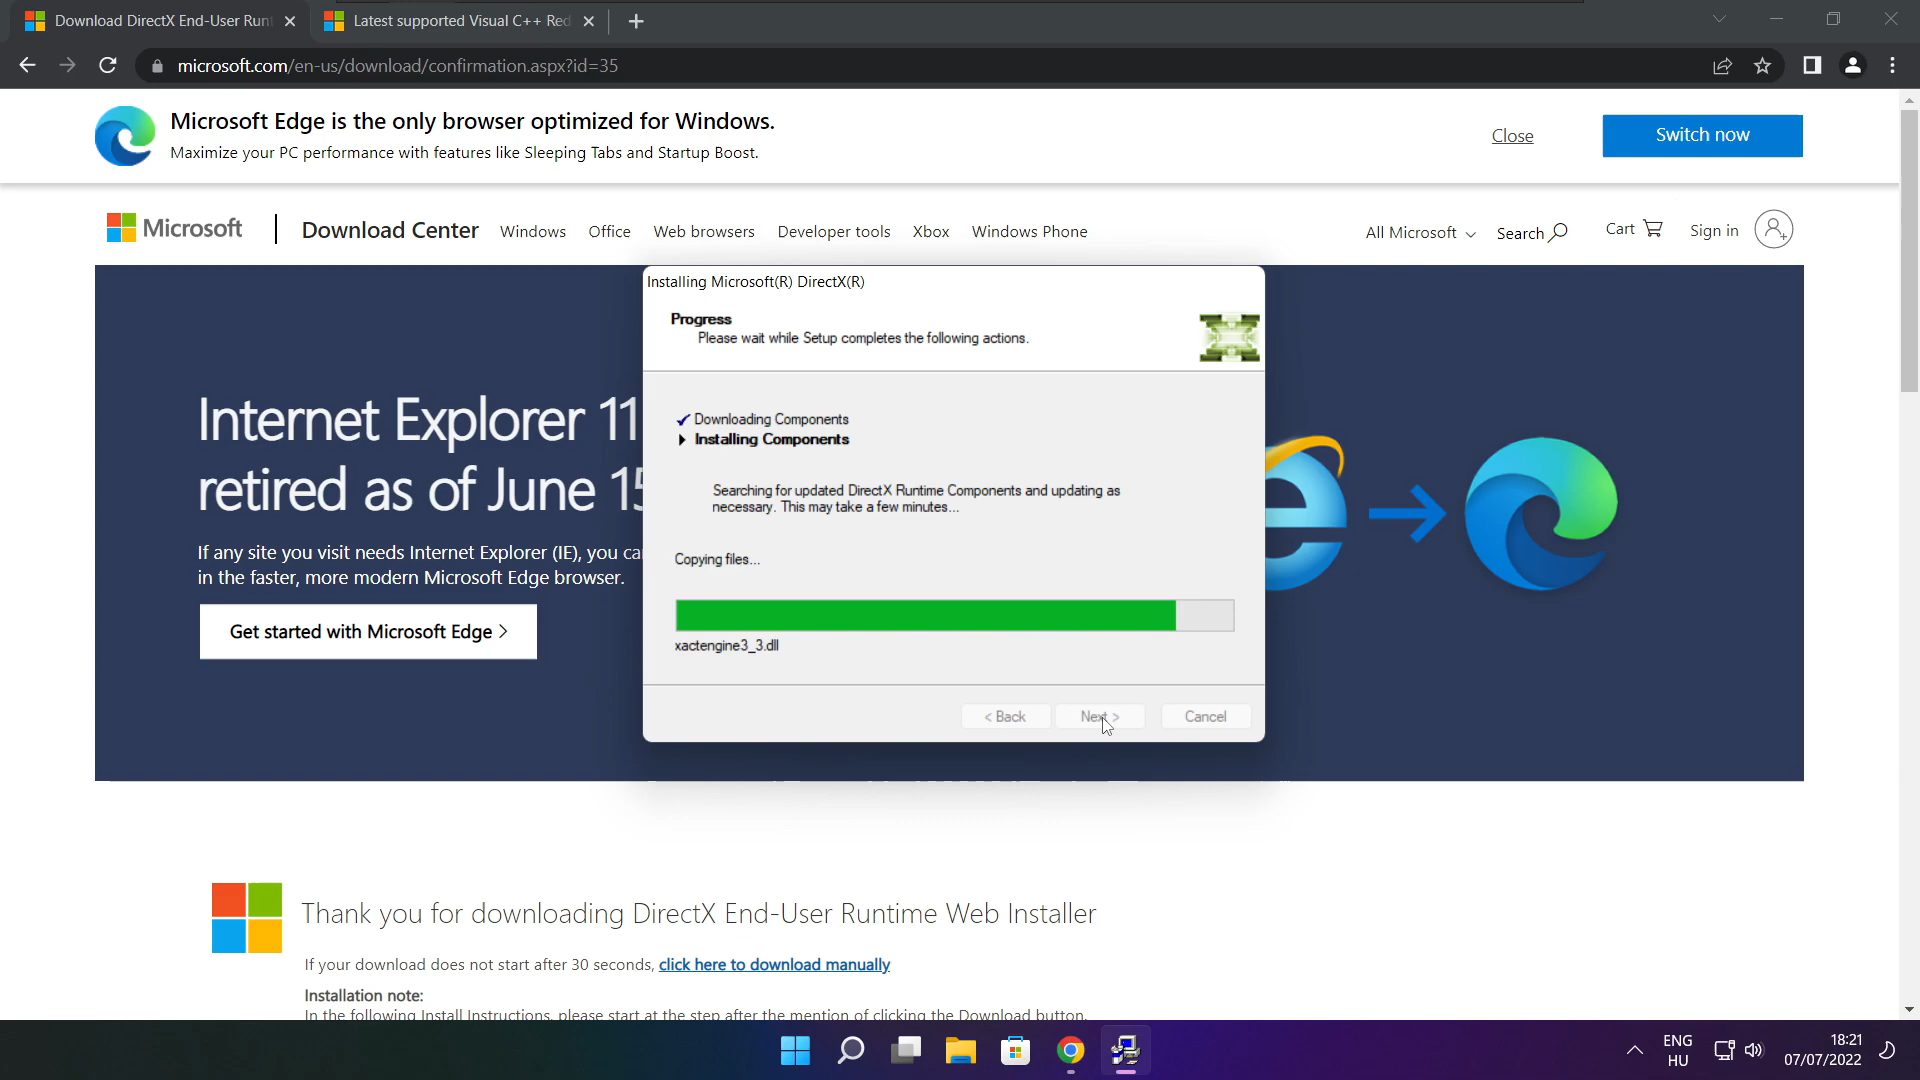 Download DirectX End-User Runt
Latest supported Visual C++ Red
microsoft.com/en-us/download/confirmation.aspx?id=35
Microsoft Edge is the only browser optimized for Windows.
Maximize your PC performance with features like Sleeping Tabs and Startup Boost.
Close
Switch now
Microsoft
Download Center
Windows
Office
Web browsers
Developer tools
Xbox
Windows Phone
All Microsoft
Search
Cart
Sign in
Internet Explorer 11
retired as of June 15
If any site you visit needs Internet Explorer (IE), you ca
in the faster, more modern Microsoft Edge browser.
Get started with Microsoft Edge >
Installing Microsoft(R) DirectX(R)
Progress
Please wait while Setup completes the following actions.
Downloading Components
Installing Components
Searching for updated DirectX Runtime Components and updating as
necessary. This may take a few minutes...
Copying files...
xactengine3_3.dll
< Back
Next >
Cancel
Thank you for downloading DirectX End-User Runtime Web Installer
If your download does not start after 30 seconds, click here to download manually
Installation note:
In the following Install Instructions, please start at the step after the mention of clicking the Download button.
ENG
HU
18:21
07/07/2022